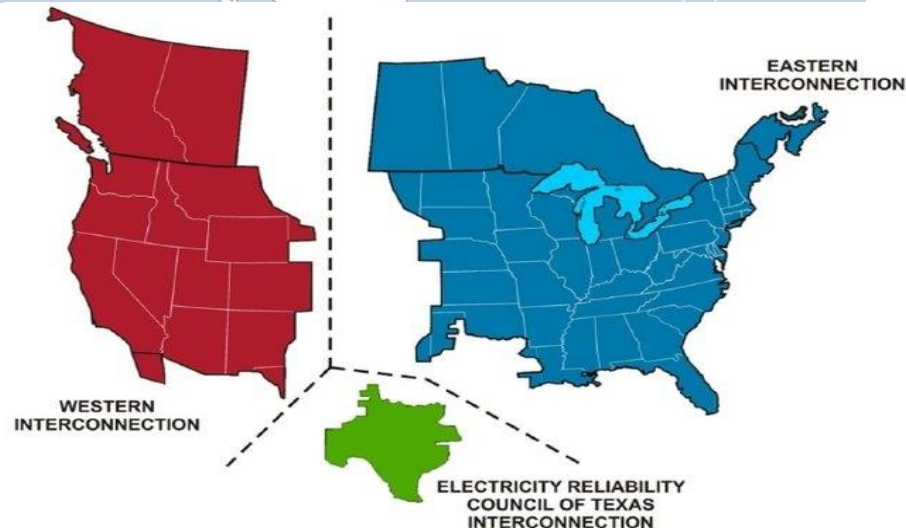 EASTERN
INTERCONNECTION
WESTERN
INTERCONNECTION
ELECTRICITY RELIABILITY
COUNCIL OF TEXAS
INTERCONNECTION